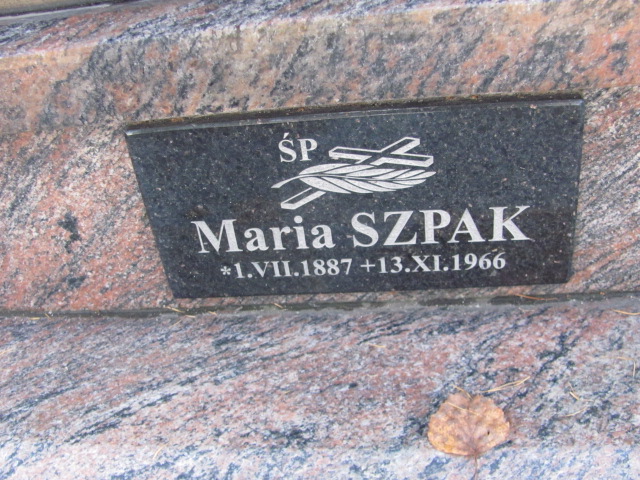 ŚP
Maria SZPAK
*1.VII.1887 +13.XI.1966